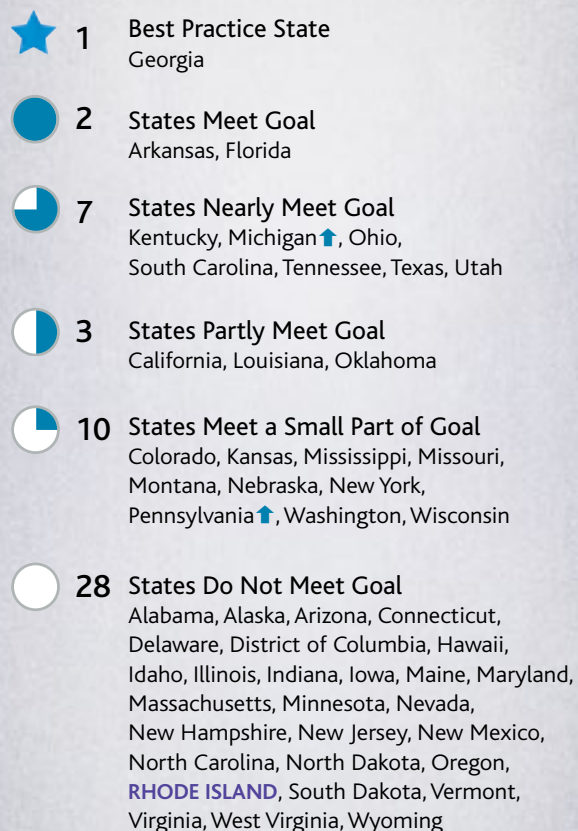 1 Best Practice State
Georgia
2 States Meet Goal
Arkansas, Florida
7 States Nearly Meet Goal
Kentucky, Michigan⬆, Ohio,
South Carolina, Tennessee, Texas, Utah
3 States Partly Meet Goal
California, Louisiana, Oklahoma
10 States Meet a Small Part of Goal
Colorado, Kansas, Mississippi, Missouri,
Montana, Nebraska, New York,
Pennsylvania⬆, Washington, Wisconsin
28 States Do Not Meet Goal
Alabama, Alaska, Arizona, Connecticut,
Delaware, District of Columbia, Hawaii,
Idaho, Illinois, Indiana, Iowa, Maine, Maryland,
Massachusetts, Minnesota, Nevada,
New Hampshire, New Jersey, New Mexico,
North Carolina, North Dakota, Oregon,
RHODE ISLAND, South Dakota, Vermont,
Virginia, West Virginia, Wyoming